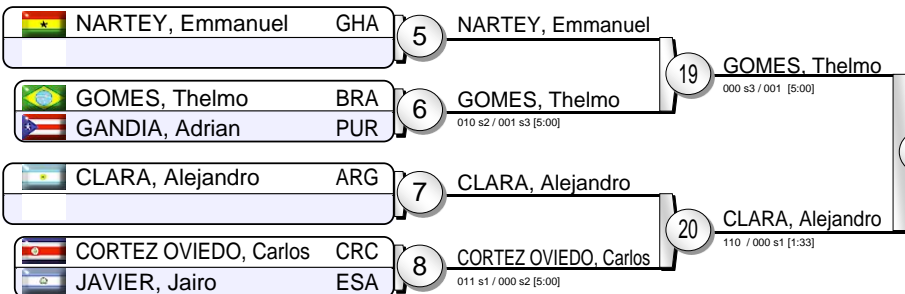 NARTEY, Emmanuel GHA
5
NARTEY, Emmanuel
19
GOMES, Thelmo
000 s3 / 001 [5:00]
GOMES, Thelmo BRA
GANDIA, Adrian PUR
6
GOMES, Thelmo
010 s2 / 001 s3 [5:00]
CLARA, Alejandro ARG
7
CLARA, Alejandro
20
CLARA, Alejandro
110 / 000 s1 [1:33]
CORTEZ OVIEDO, Carlos CRC
JAVIER, Jairo ESA
8
CORTEZ OVIEDO, Carlos
011 s1 / 000 s2 [5:00]